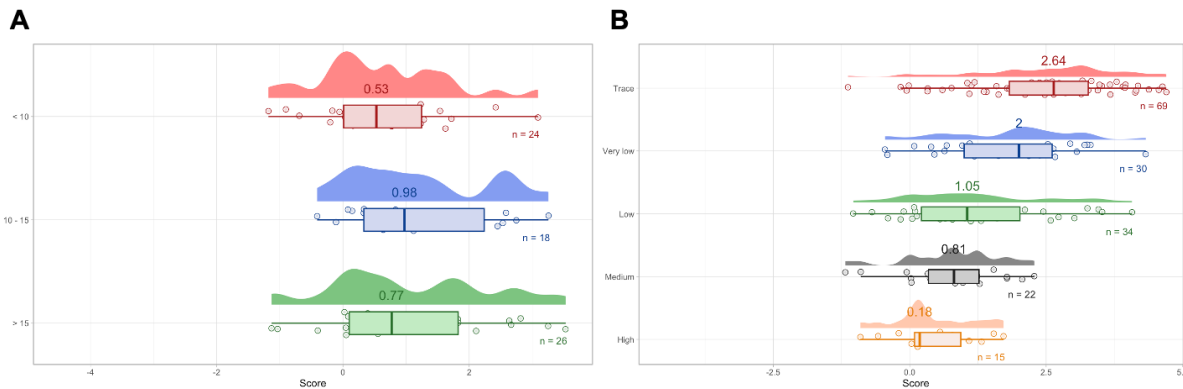 A
0.53
< 10
n = 24
0.98
10 - 15
n = 18
0.77
> 15
n = 26
-4
-2
0
2
Score
B
2.64
Trace
n = 69
2
Very low
n = 30
1.05
Low
n = 34
0.81
Medium
n = 22
0.18
High
n = 15
-2.5
0.0
2.5
5.
Score